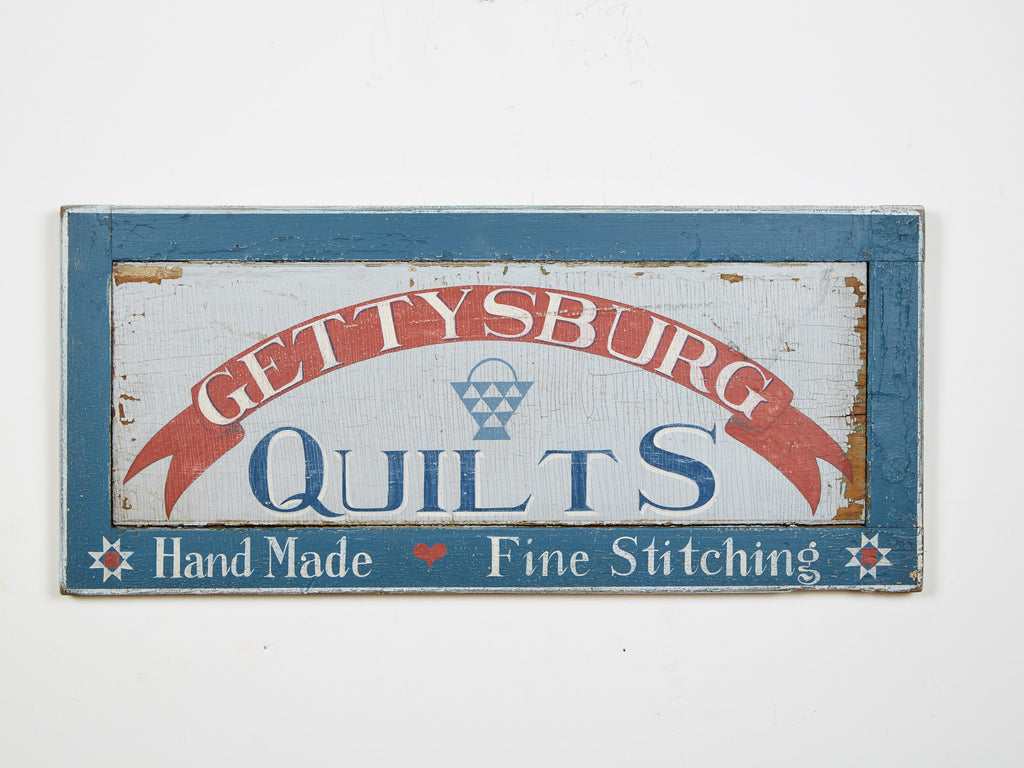 GETTYSBURG
QUILTS
Hand Made Fine Stitching